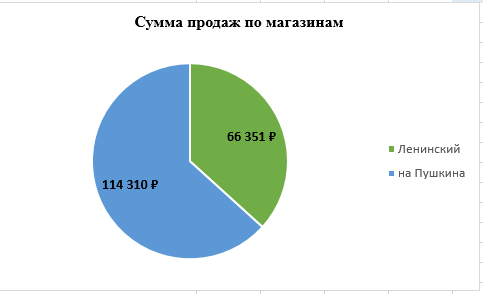 Сумма продаж по магазинам
66 351 ₽
Ленинский
на Пушкина
114 310 ₽